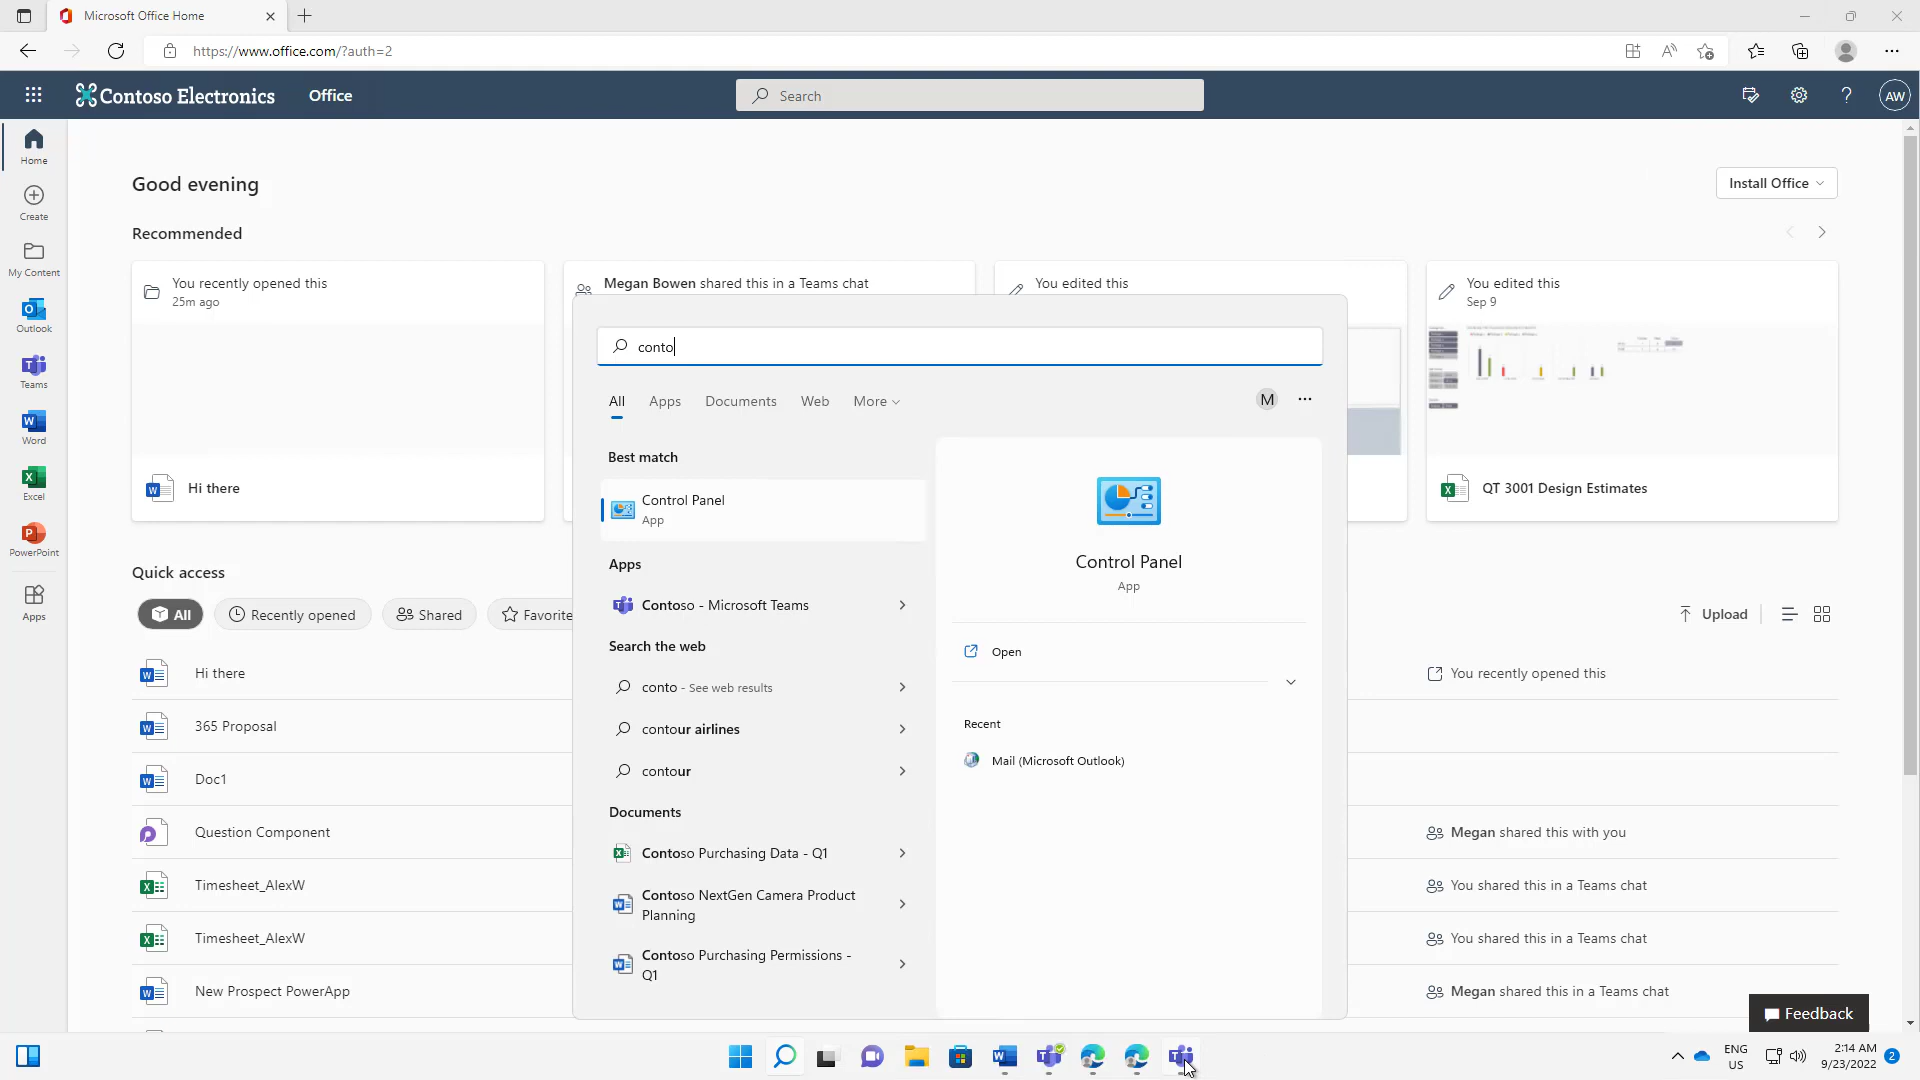 Microsoft Office Home
https://www.office.com/?auth=2
Contoso Electronics
Office
Search
AW
Home
Create
My Content
Outlook
Teams
Word
Excel
PowerPoint
Apps
Good evening
Install Office
Recommended
You recently opened this
25m ago
Hi there
Megan Bowen shared this in a Teams chat
You edited this
You edited this
Sep 9
QT 3001 Design Estimates
Quick access
All
Recently opened
Shared
Favorite
Upload
Hi there
You recently opened this
365 Proposal
Doc1
Question Component
Megan shared this with you
Timesheet_AlexW
You shared this in a Teams chat
Timesheet_AlexW
You shared this in a Teams chat
New Prospect PowerApp
Megan shared this in a Teams chat
Feedback
conto
All
Apps
Documents
Web
More
M
Best match
Control Panel
App
Apps
Contoso - Microsoft Teams
Search the web
conto - See web results
contour airlines
contour
Documents
Contoso Purchasing Data - Q1
Contoso NextGen Camera Product
Planning
Contoso Purchasing Permissions -
Q1
Control Panel
App
Open
Recent
Mail (Microsoft Outlook)
ENG
US
2:14 AM
9/23/2022
2